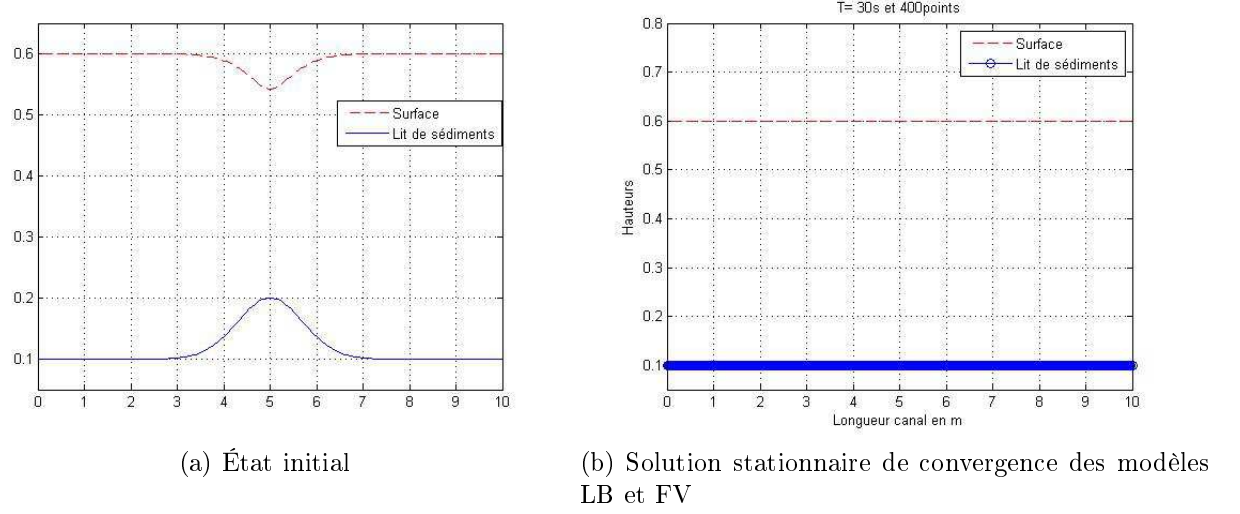 0.6
0.5
0.4
0.3
0.2
0.1
0 1 2 3 4 5 6 7 8 9 10
Surface
Lit de sédiments
(a) État initial
T= 30s et 400points
0.8
0.7
0.6
0.5
0.4
0.3
0.2
0.1
Hauteurs
0 1 2 3 4 5 6 7 8 9 10
Longueur canal en m
Surface
Lit de sédiments
(b) Solution stationnaire de convergence des modèles
LB et FV